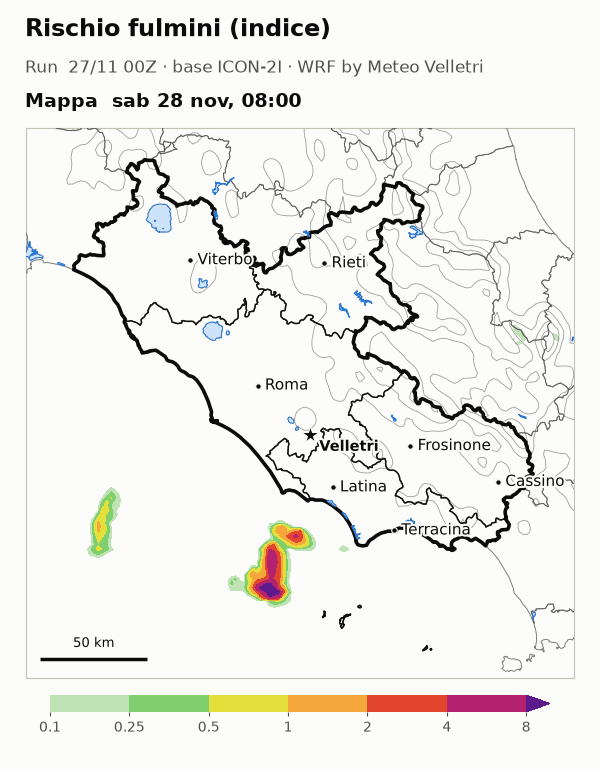 Rischio fulmini (indice)
Run 27/11 00Z · base ICON-2I · WRF by Meteo Velletri
Mappa sab 28 nov, 08:00
Viterbo
Rieti
Roma
Velletri
Frosinone
Cassino
Latina
Terracina
50 km
0.1 0.25 0.5 1 2 4 8